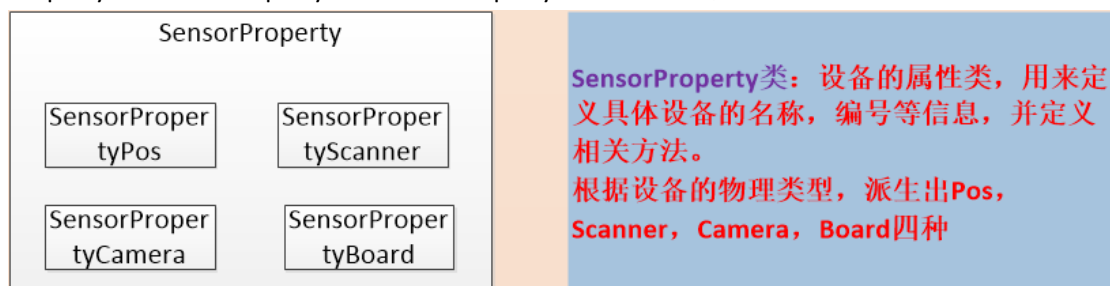 SensorProperty
SensorProper
tyPos
SensorProper
tyScanner
SensorProper
tyCamera
SensorProper
tyBoard
SensorProperty类：设备的属性类，用来定
义具体设备的名称，编号等信息，并定义
相关方法。
根据设备的物理类型，派生出Pos，
Scanner，Camera，Board四种